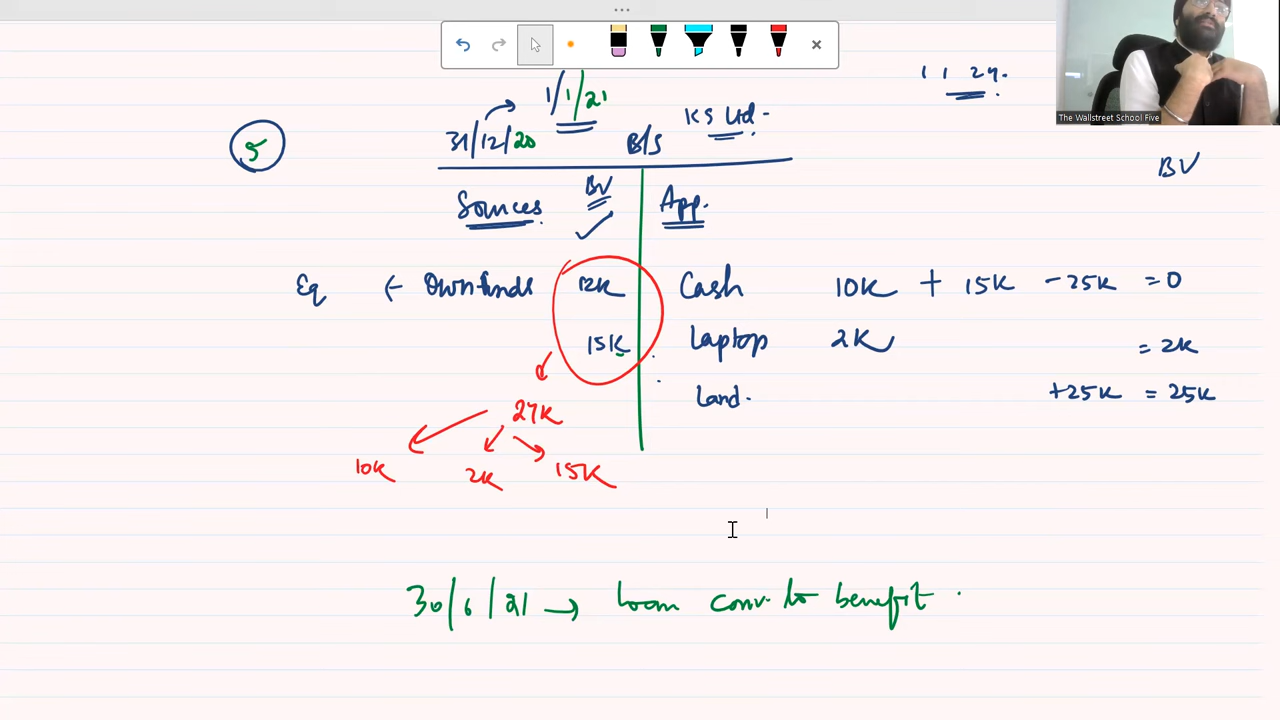 1 1 24.
The Wallstreet School Five
1/1/21
31/12/20 B/S KS Ltd.
5
BV
Sources BV App.
Eq ← Own funds 12K Cash 10K + 15K - 25K = 0
15K Laptop 2K = 2K
Land. +25K = 25K
27K
10K 2K 15K
30/6/21 → loan conv. to benefit.